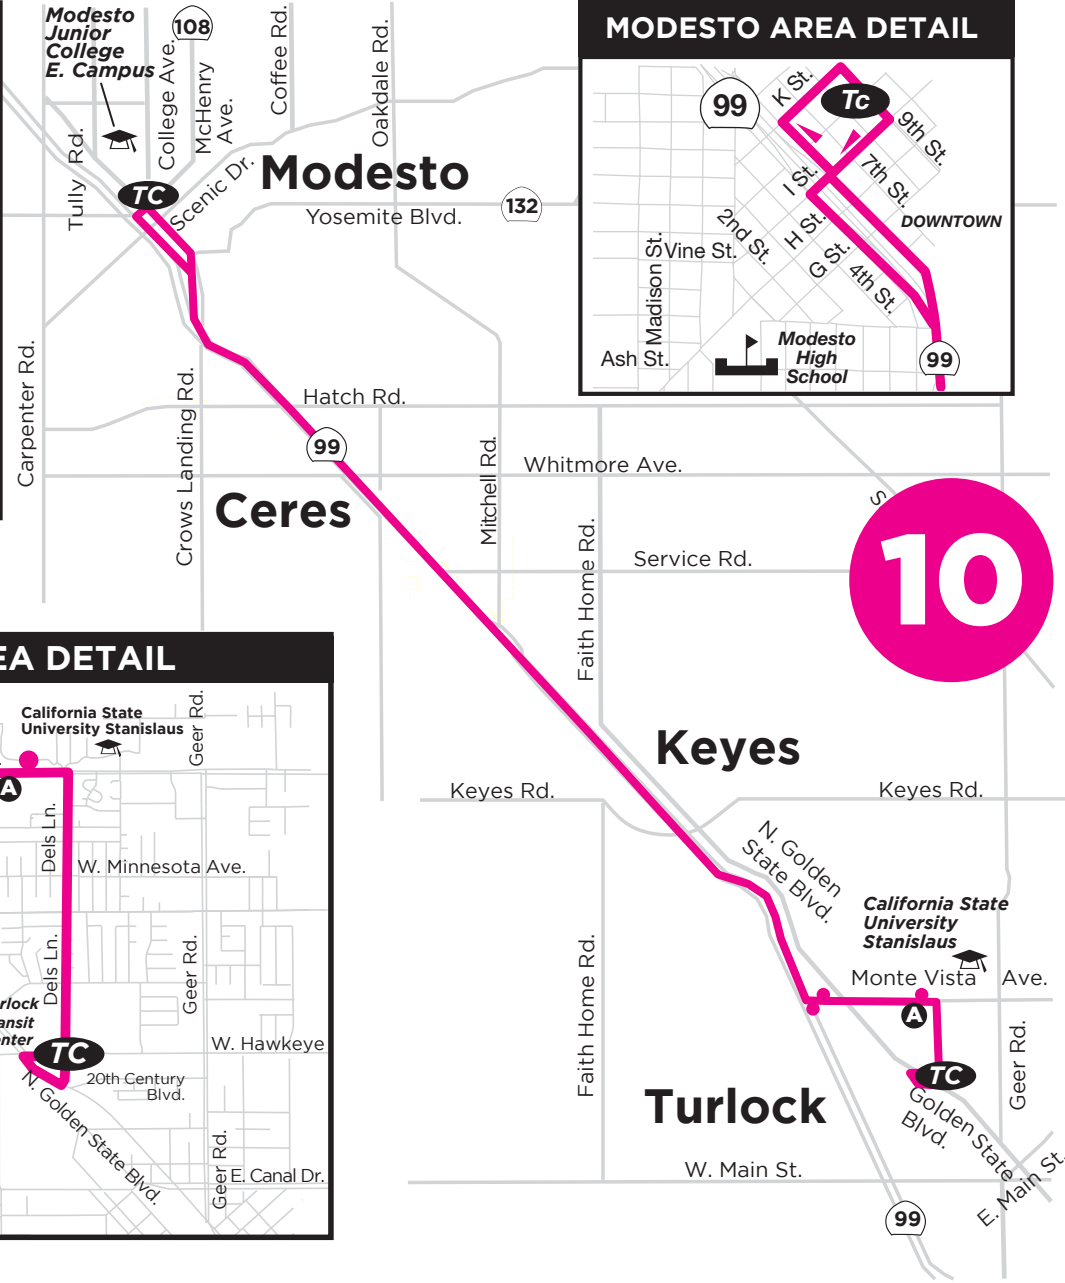 Modesto
Junior
College
E. Campus
108
College Ave.
McHenry
Ave.
Coffee Rd.
Oakdale Rd.
Tully Rd.
TC
Scenic Dr.
Modesto
Yosemite Blvd.
132
MODESTO AREA DETAIL
99
K St.
Tc
9th St.
7th St.
I St.
DOWNTOWN
2nd St.
H St.
G St.
4th St.
Vine St.
Madison St.
Ash St.
Modesto
High
School
99
Carpenter Rd.
Crows Landing Rd.
Hatch Rd.
99
Whitmore Ave.
Ceres
Mitchell Rd.
Faith Home Rd.
Service Rd.
S
10
EA DETAIL
California State
University Stanislaus
Geer Rd.
A
Dels Ln.
W. Minnesota Ave.
Dels Ln.
Geer Rd.
rlock
ansit
nter
TC
W. Hawkeye
20th Century
Blvd.
N. Golden State Blvd.
Geer Rd.
E. Canal Dr.
Keyes
Keyes Rd.
Keyes Rd.
N. Golden
State Blvd.
California State
University
Stanislaus
Monte Vista Ave.
A
Faith Home Rd.
TC
Geer Rd.
Turlock
Golden State
Blvd.
W. Main St.
E. Main St.
99